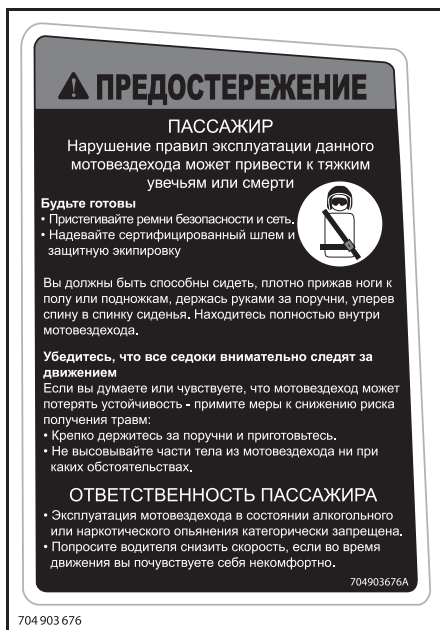 ПРЕДОСТЕРЕЖЕНИЕ
ПАССАЖИР
Нарушение правил эксплуатации данного
мотовездехода может привести к тяжким
увечьям или смерти
Будьте готовы
• Пристегивайте ремни безопасности и сеть.
• Надевайте сертифицированный шлем и
защитную экипировку
Вы должны быть способны сидеть, плотно прижав ноги к
полу или подножкам, держась руками за поручни, уперев
спину в спинку сиденья. Находитесь полностью внутри
мотовездехода.
Убедитесь, что все седоки внимательно следят за
движением
Если вы думаете или чувствуете, что мотовездеход может
потерять устойчивость - примите меры к снижению риска
получения травм:
• Крепко держитесь за поручни и приготовьтесь.
• Не высовывайте части тела из мотовездехода ни при
каких обстоятельствах.
ОТВЕТСТВЕННОСТЬ ПАССАЖИРА
• Эксплуатация мотовездехода в состоянии алкогольного
или наркотического опьянения категорически запрещена.
• Попросите водителя снизить скорость, если во время
движения вы почувствуете себя некомфортно.
704903676A
704 903 676